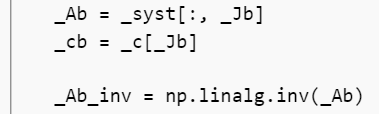 _Ab = _syst[:, _Jb]
_cb = _c[_Jb]
_Ab_inv = np.linalg.inv(_Ab)